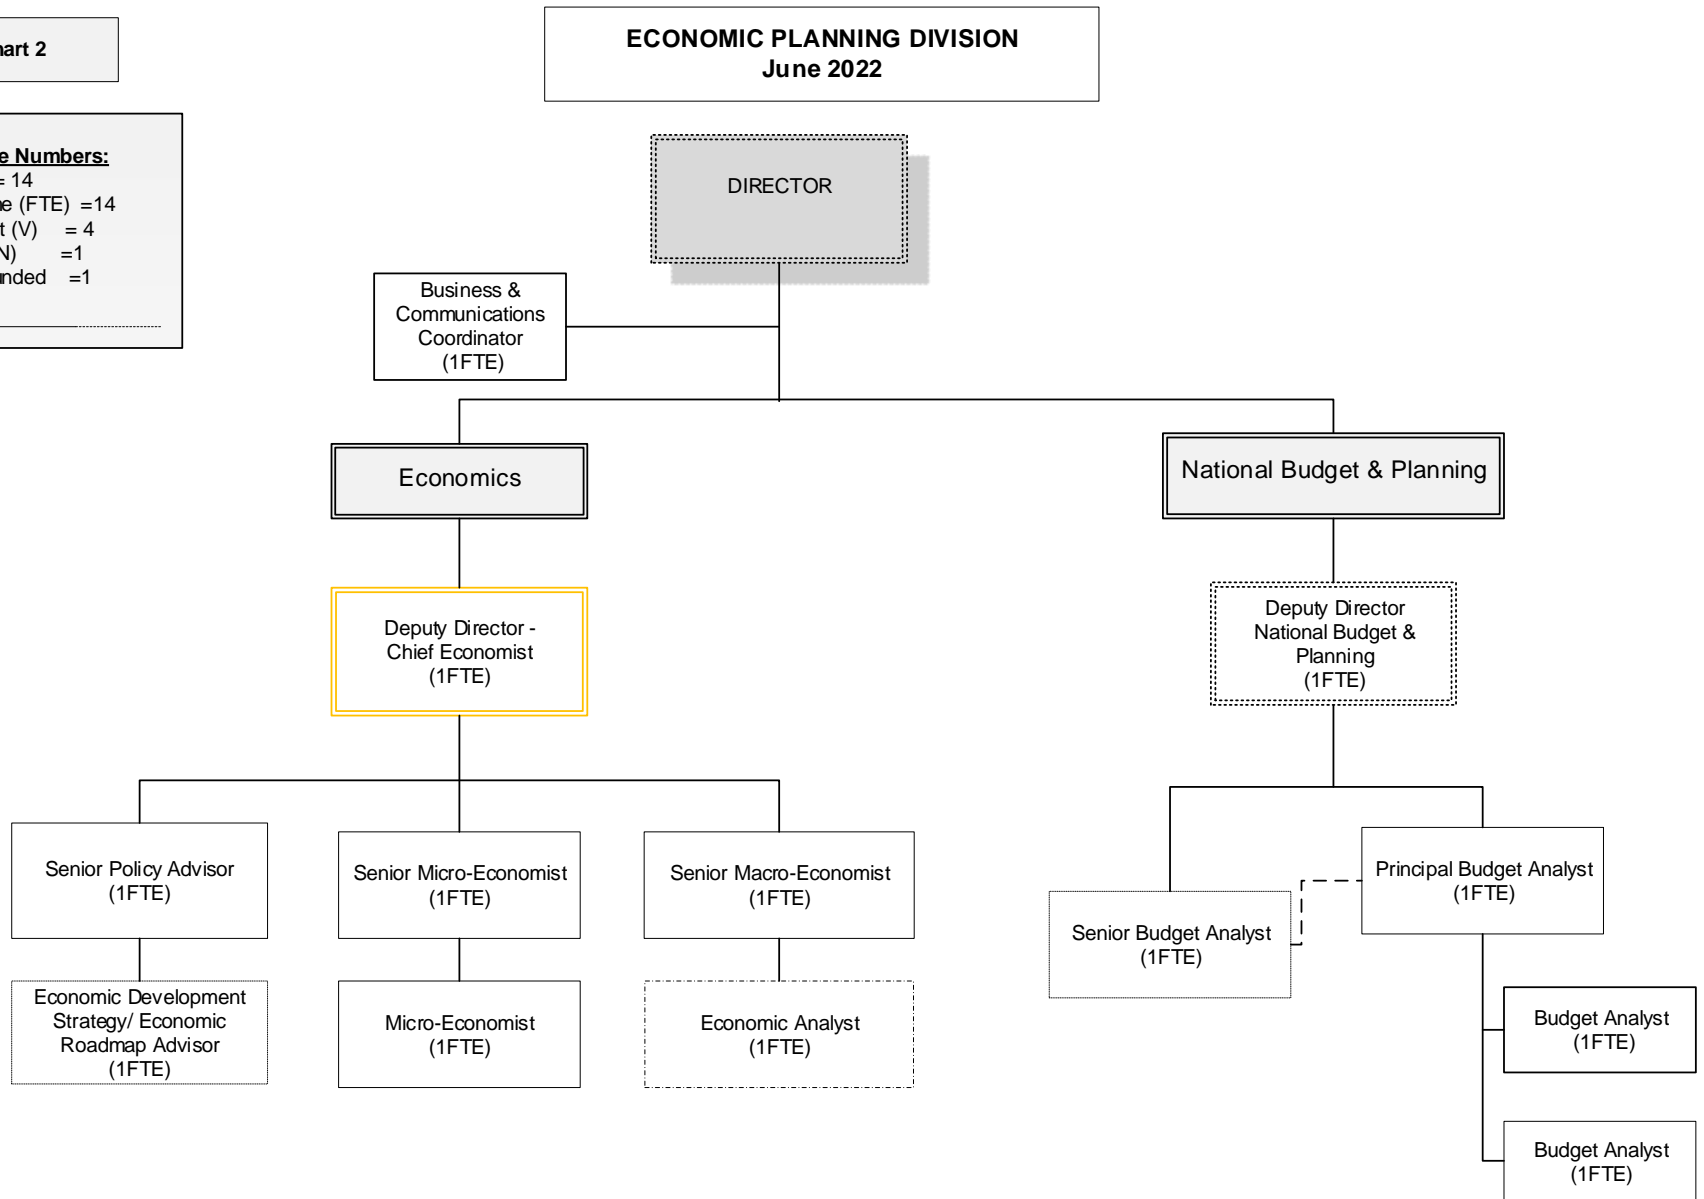 2
ECONOMIC PLANNING DIVISION
June 2022
Numbers:
= 14
(FTE) =14
(V) = 4
=1
=1
DIRECTOR
Business &
Communications
Coordinator
(1FTE)
Economics
National Budget & Planning
Deputy Director -
Chief Economist
(1FTE)
Deputy Director
National Budget &
Planning
(1FTE)
Senior Policy Advisor
(1FTE)
Senior Micro-Economist
(1FTE)
Senior Macro-Economist
(1FTE)
Principal Budget Analyst
(1FTE)
Senior Budget Analyst
(1FTE)
Economic Development
Strategy/ Economic
Roadmap Advisor
(1FTE)
Micro-Economist
(1FTE)
Economic Analyst
(1FTE)
Budget Analyst
(1FTE)
Budget Analyst
(1FTE)